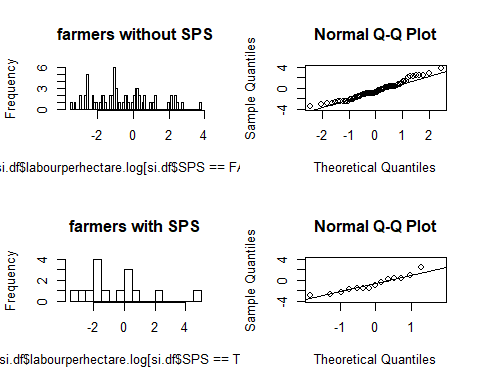 farmers without SPS
Normal Q-Q Plot
Frequency
0 3 6
-2 0 2 4
si.df$labourperhectare.log[si.df$SPS == FA
Sample Quantiles
-4 0 4
-2 -1 0 1 2
Theoretical Quantiles
farmers with SPS
Normal Q-Q Plot
Frequency
0 2 4
-2 0 2 4
si.df$labourperhectare.log[si.df$SPS == T
Sample Quantiles
-4 0 4
-1 0 1
Theoretical Quantiles